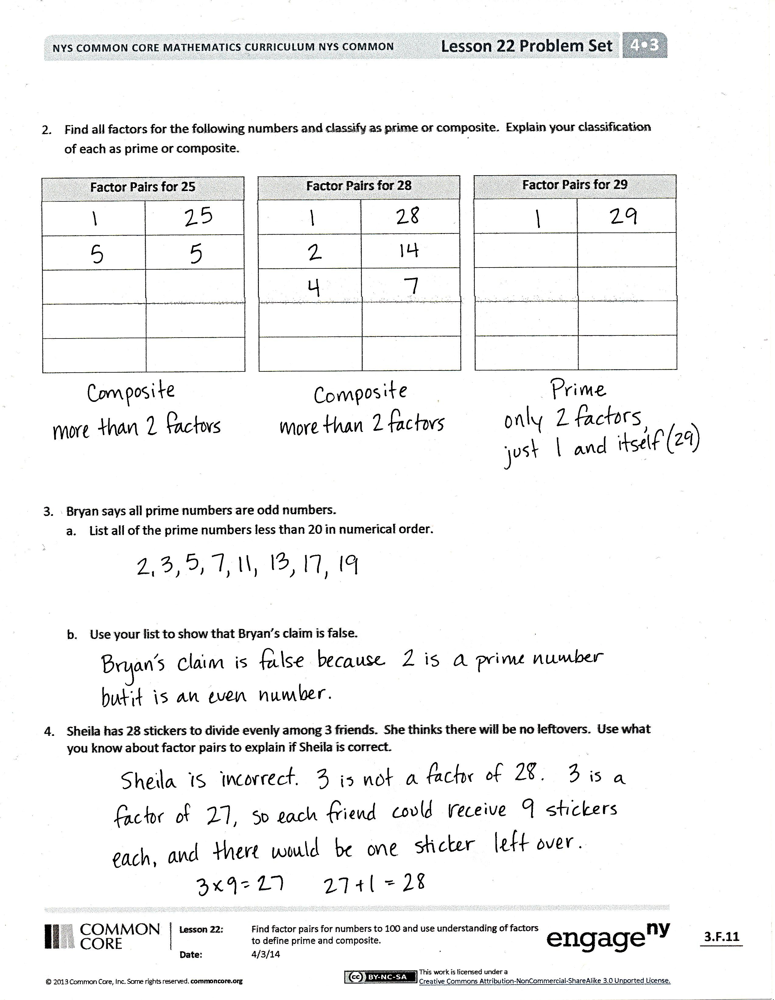 NYS COMMON CORE MATHEMATICS CURRICULUM NYS COMMON Lesson 22 Problem Set 4•3
2. Find all factors for the following numbers and classify as prime or composite. Explain your classification
of each as prime or composite.
Factor Pairs for 25
1 25
5 5
Composite
more than 2 factors
Factor Pairs for 28
1 28
2 14
4 7
Composite
more than 2 factors
Factor Pairs for 29
1 29
Prime
only 2 factors,
just 1 and itself (29)
3. Bryan says all prime numbers are odd numbers.
a. List all of the prime numbers less than 20 in numerical order.
2, 3, 5, 7, 11, 13, 17, 19
b. Use your list to show that Bryan's claim is false.
Bryan's claim is false because 2 is a prime number
but it is an even number.
4. Sheila has 28 stickers to divide evenly among 3 friends. She thinks there will be no leftovers. Use what
you know about factor pairs to explain if Sheila is correct.
Sheila is incorrect. 3 is not a factor of 28. 3 is a
factor of 27, so each friend could receive 9 stickers
each, and there would be one sticker left over.
3 x 9 = 27 27 + 1 = 28
COMMON
CORE
Lesson 22: Find factor pairs for numbers to 100 and use understanding of factors
to define prime and composite.
Date: 4/3/14
engage ny
3.F.11
© 2013 Common Core, Inc. Some rights reserved. commoncore.org
cc BY-NC-SA
This work is licensed under a
Creative Commons Attribution-NonCommercial-ShareAlike 3.0 Unported License.